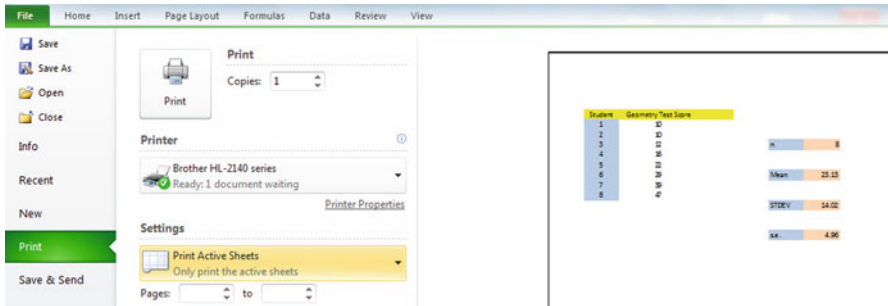 File Home Insert Page Layout Formulas Data Review View
Save
Save As
Open
Close
Info
Recent
New
Print
Save & Send
Print
Copies: 1
Print
Printer
Brother HL-2140 series
Ready: 1 document waiting
Printer Properties
Settings
Print Active Sheets
Only print the active sheets
Pages: to
Student Geometry Test Score
1
2
3
4
5
6
7
8
n 8
Mean 23.13
STDEV 14.02
s.e. 4.96